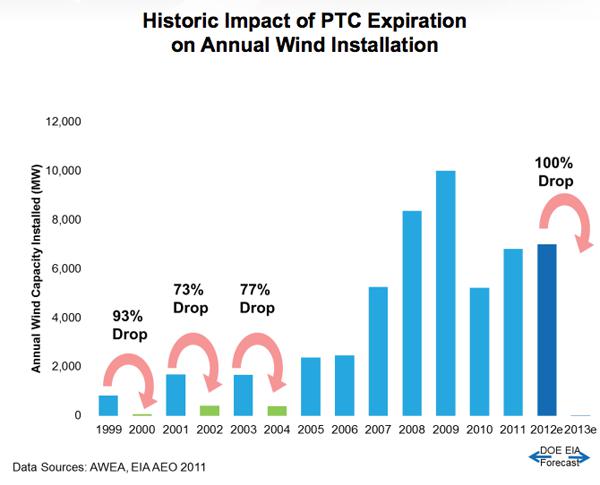 Historic Impact of PTC Expiration
on Annual Wind Installation
Annual Wind Capacity Installed (MW)
12,000
10,000
8,000
6,000
4,000
2,000
0
93%
Drop
73%
Drop
77%
Drop
100%
Drop
1999 2000 2001 2002 2003 2004 2005 2006 2007 2008 2009 2010 2011 2012e 2013e
DOE EIA
Forecast
Data Sources: AWEA, EIA AEO 2011